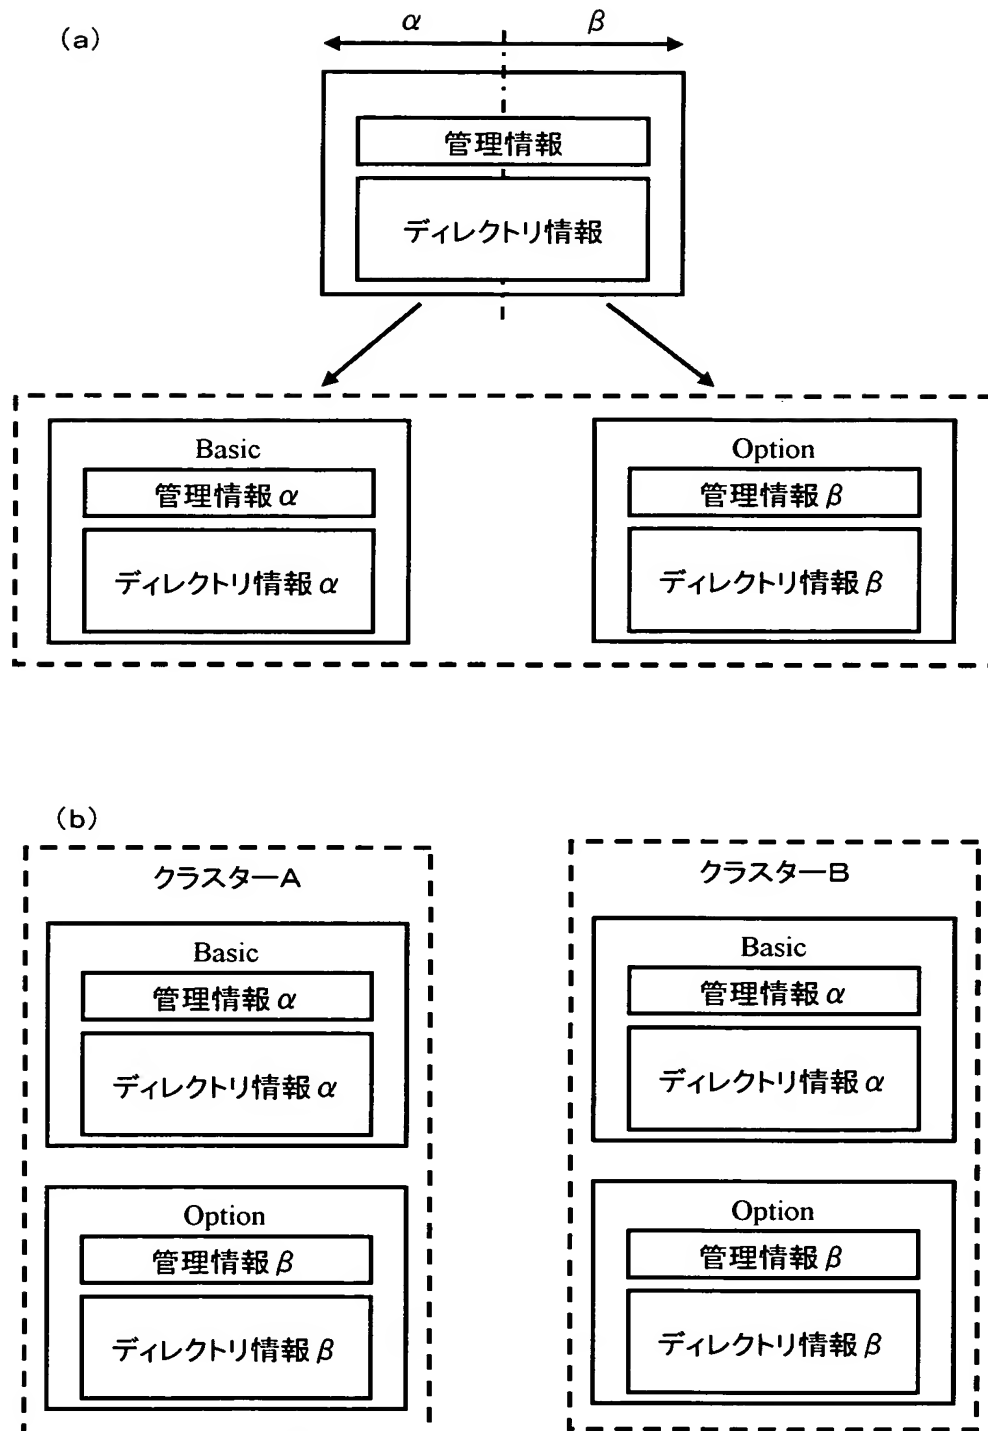 (a)
α β
管理情報
ディレクトリ情報
Basic
管理情報α
ディレクトリ情報α
Option
管理情報β
ディレクトリ情報β
(b)
クラスターA
Basic
管理情報α
ディレクトリ情報α
Option
管理情報β
ディレクトリ情報β
クラスターB
Basic
管理情報α
ディレクトリ情報α
Option
管理情報β
ディレクトリ情報β